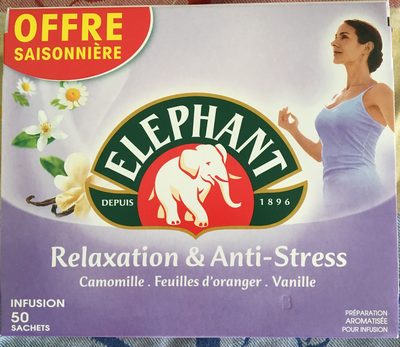 OFFRE
SAISONNIÈRE
ELEPHANT
DEPUIS 1896
Relaxation & Anti-Stress
Camomille . Feuilles d'oranger . Vanille
INFUSION
50
SACHETS
PRÉPARATION
AROMATISÉE
POUR INFUSION